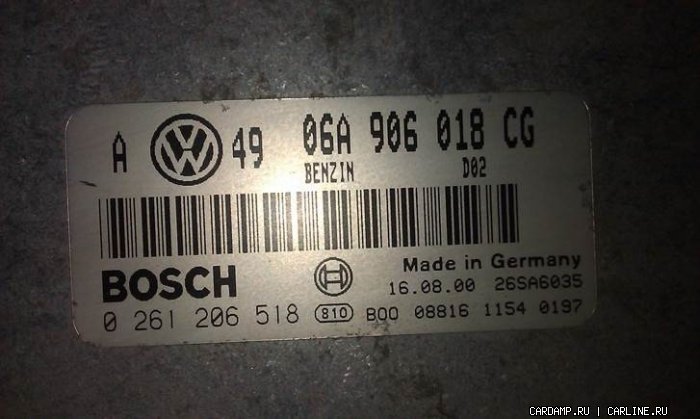 A VW 49 06A 906 018 CG
BENZIN D02
BOSCH Made in Germany
16.08.00 26SA6035
0 261 206 518 810 B00 08816 1154 0197
CARDAMP.RU | CARLINE.RU